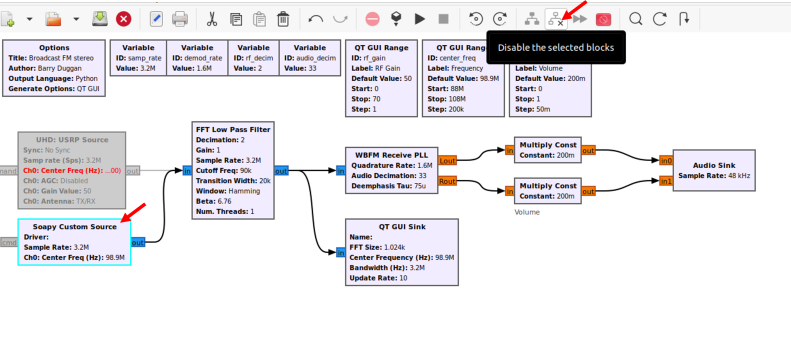 Disable the selected blocks
Options
Title: Broadcast FM stereo
Author: Barry Duggan
Output Language: Python
Generate Options: QT GUI
Variable
ID: samp_rate
Value: 3.2M
Variable
ID: demod_rate
Value: 1.6M
Variable
ID: rf_decim
Value: 2
Variable
ID: audio_decim
Value: 33
QT GUI Range
ID: rf_gain
Label: RF Gain
Default Value: 50
Start: 0
Stop: 70
Step: 1
QT GUI Rang
ID: center_freq
Label: Frequency
Default Value: 98.9M
Start: 88M
Stop: 108M
Step: 200k
Label: Volume
Default Value: 200m
Start: 0
Stop: 1
Step: 50m
UHD: USRP Source
Sync: No Sync
Samp rate (Sps): 3.2M
Ch0: Center Freq (Hz): ...00)
Ch0: AGC: Disabled
Ch0: Gain Value: 50
Ch0: Antenna: TX/RX
out
Soapy Custom Source
Driver:
Sample Rate: 3.2M
Ch0: Center Freq (Hz): 98.9M
cmd
out
FFT Low Pass Filter
Decimation: 2
Gain: 1
Sample Rate: 3.2M
Cutoff Freq: 90k
Transition Width: 20k
Window: Hamming
Beta: 6.76
Num. Threads: 1
in
out
WBFM Receive PLL
Quadrature Rate: 1.6M
Audio Decimation: 33
Deemphasis Tau: 75u
in
Lout
Rout
QT GUI Sink
Name:
FFT Size: 1.024k
Center Frequency (Hz): 98.9M
Bandwidth (Hz): 3.2M
Update Rate: 10
in
Multiply Const
Constant: 200m
in
out
Multiply Const
Constant: 200m
in
out
Volume
Audio Sink
Sample Rate: 48 kHz
in0
in1